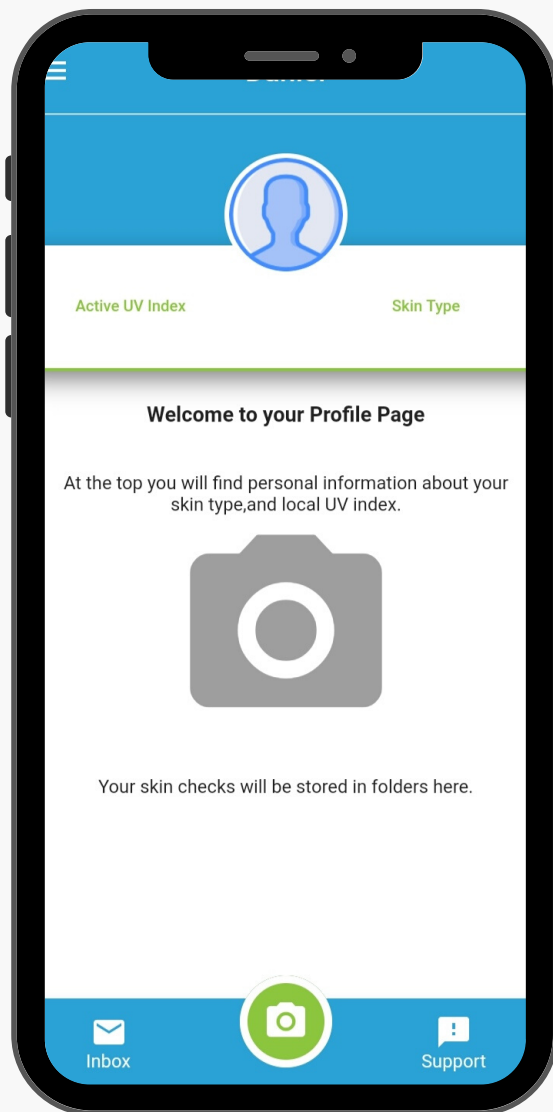 Active UV Index
Skin Type
Welcome to your Profile Page
At the top you will find personal information about your
skin type,and local UV index.
Your skin checks will be stored in folders here.
Inbox
Support